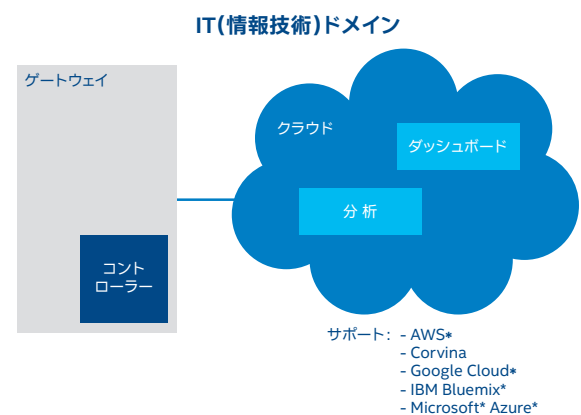 IT(情報技術)ドメイン
ゲートウェイ
クラウド
ダッシュボード
分 析
コント
ローラー
サポート： - AWS*
- Corvina
- Google Cloud*
- IBM Bluemix*
- Microsoft* Azure*